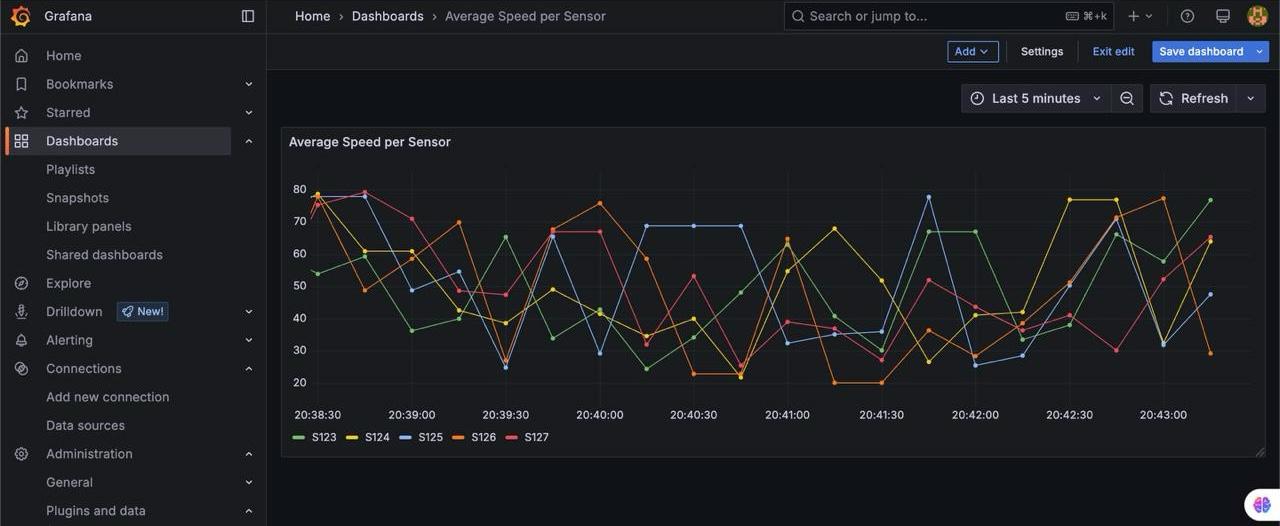 Grafana
Home › Dashboards › Average Speed per Sensor
Search or jump to...
⌘+k
Home
Bookmarks
Starred
Dashboards
Playlists
Snapshots
Library panels
Shared dashboards
Explore
Drilldown New!
Alerting
Connections
Add new connection
Data sources
Administration
General
Plugins and data
Add Settings Exit edit Save dashboard
Last 5 minutes Refresh
Average Speed per Sensor
80
70
60
50
40
30
20
20:38:30 20:39:00 20:39:30 20:40:00 20:40:30 20:41:00 20:41:30 20:42:00 20:42:30 20:43:00
S123 S124 S125 S126 S127